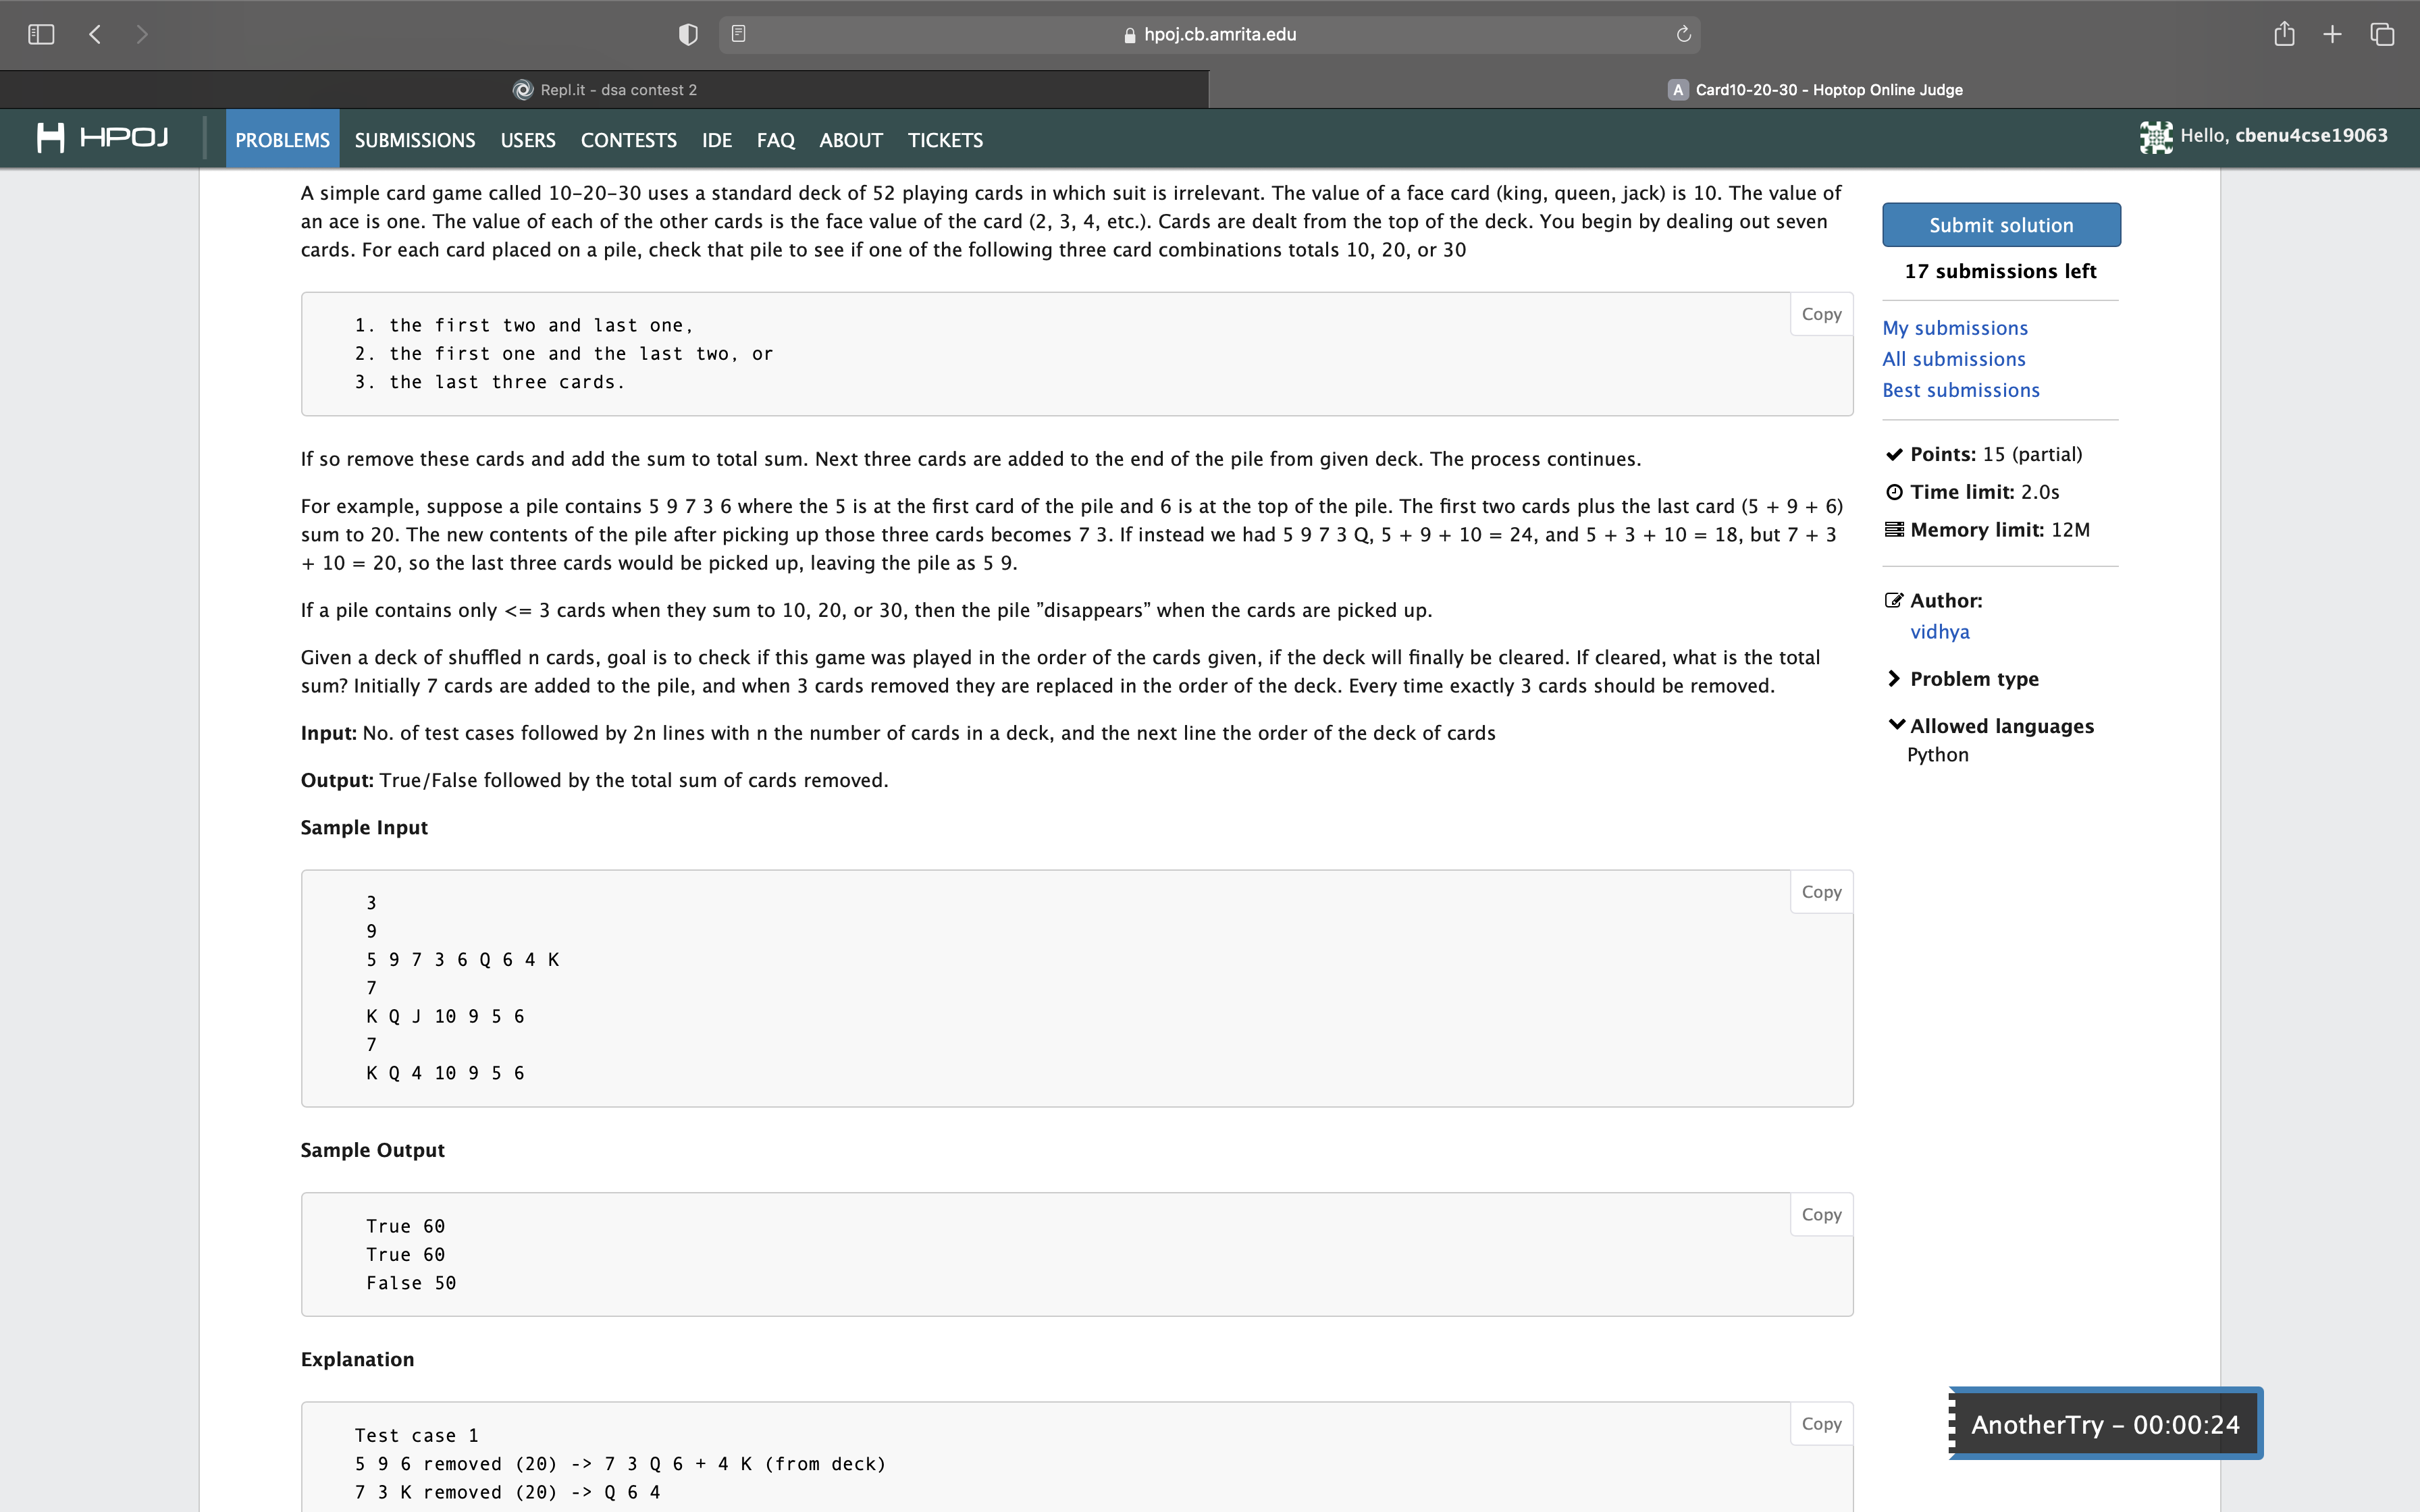 hpoj.cb.amrita.edu
Repl.it - dsa contest 2
A Card10-20-30 - Hoptop Online Judge
HPOJ
PROBLEMS SUBMISSIONS USERS CONTESTS IDE FAQ ABOUT TICKETS
Hello, cbenu4cse19063
A simple card game called 10-20-30 uses a standard deck of 52 playing cards in which suit is irrelevant. The value of a face card (king, queen, jack) is 10. The value of
an ace is one. The value of each of the other cards is the face value of the card (2, 3, 4, etc.). Cards are dealt from the top of the deck. You begin by dealing out seven
cards. For each card placed on a pile, check that pile to see if one of the following three card combinations totals 10, 20, or 30
Copy
1. the first two and last one,
2. the first one and the last two, or
3. the last three cards.
If so remove these cards and add the sum to total sum. Next three cards are added to the end of the pile from given deck. The process continues.
For example, suppose a pile contains 5 9 7 3 6 where the 5 is at the first card of the pile and 6 is at the top of the pile. The first two cards plus the last card (5 + 9 + 6)
sum to 20. The new contents of the pile after picking up those three cards becomes 7 3. If instead we had 5 9 7 3 Q, 5 + 9 + 10 = 24, and 5 + 3 + 10 = 18, but 7 + 3
+ 10 = 20, so the last three cards would be picked up, leaving the pile as 5 9.
If a pile contains only <= 3 cards when they sum to 10, 20, or 30, then the pile ”disappears” when the cards are picked up.
Given a deck of shuffled n cards, goal is to check if this game was played in the order of the cards given, if the deck will finally be cleared. If cleared, what is the total
sum? Initially 7 cards are added to the pile, and when 3 cards removed they are replaced in the order of the deck. Every time exactly 3 cards should be removed.
Input: No. of test cases followed by 2n lines with n the number of cards in a deck, and the next line the order of the deck of cards
Output: True/False followed by the total sum of cards removed.
Sample Input
Copy
3
9
5 9 7 3 6 Q 6 4 K
7
K Q J 10 9 5 6
7
K Q 4 10 9 5 6
Sample Output
Copy
True 60
True 60
False 50
Explanation
Copy
Test case 1
5 9 6 removed (20) -> 7 3 Q 6 + 4 K (from deck)
7 3 K removed (20) -> Q 6 4
Submit solution
17 submissions left
My submissions
All submissions
Best submissions
Points: 15 (partial)
Time limit: 2.0s
Memory limit: 12M
Author:
vidhya
Problem type
Allowed languages
Python
AnotherTry - 00:00:24